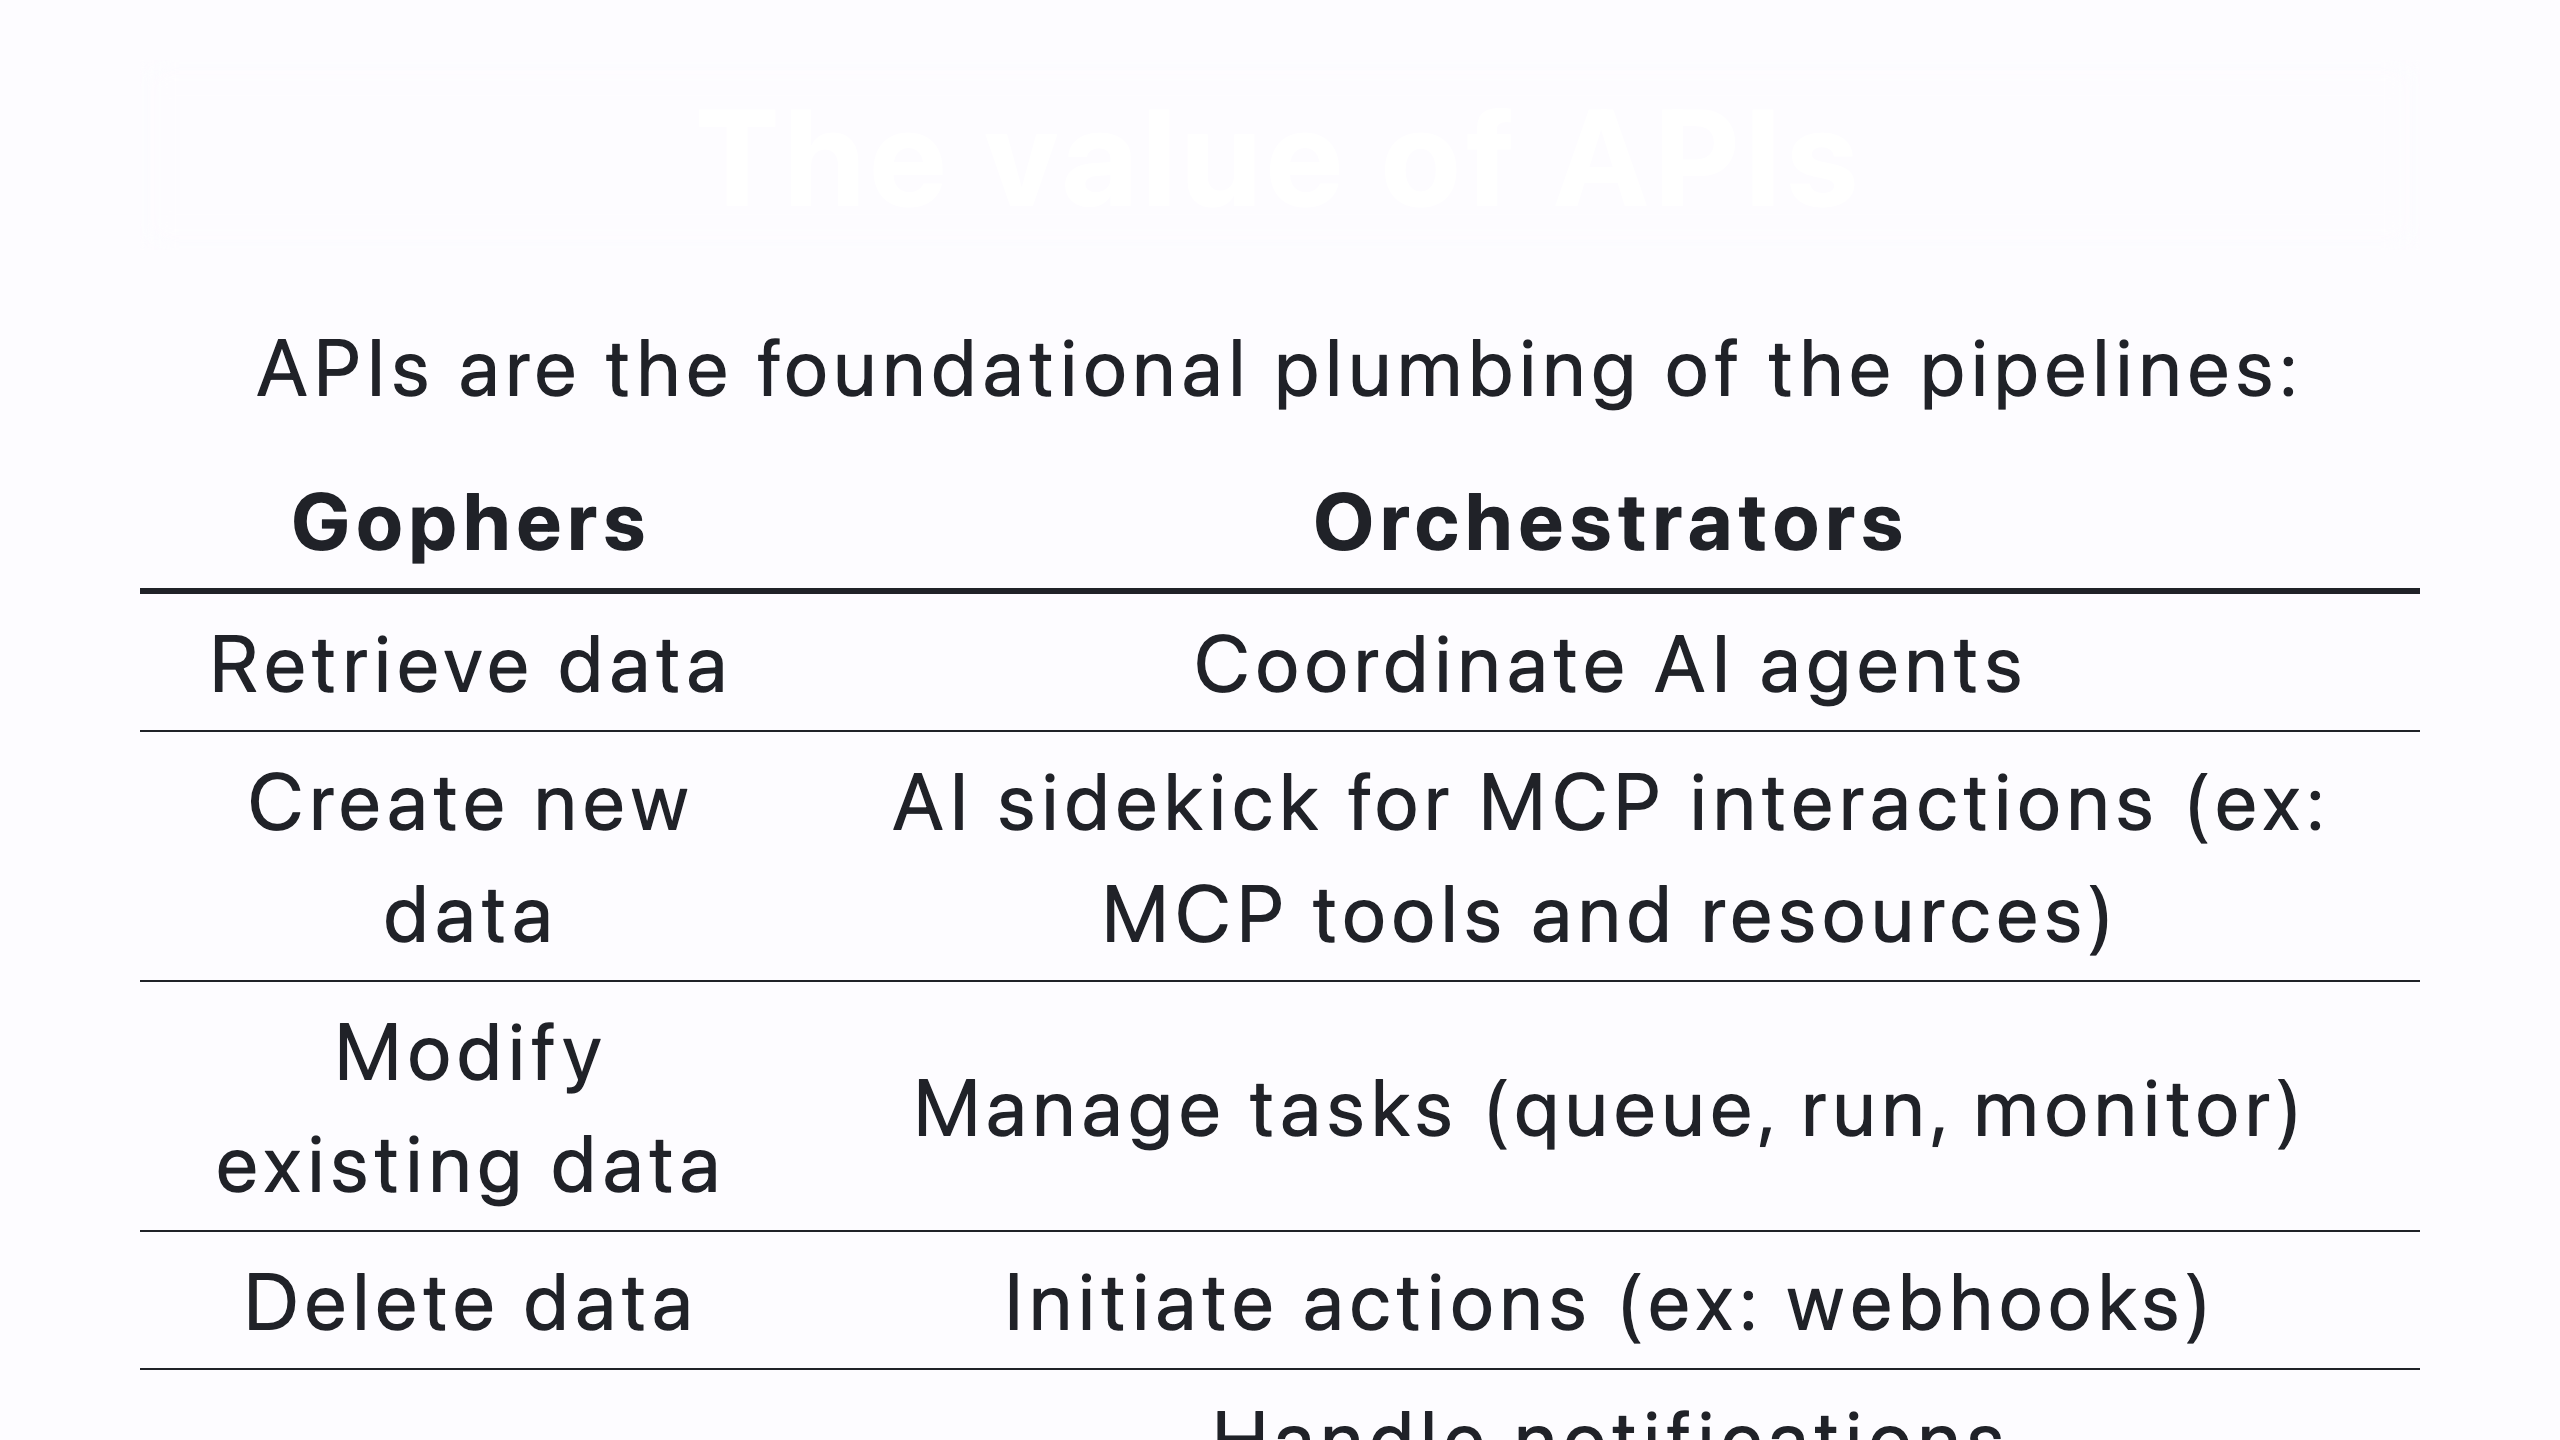 The value of APIs
APIs are the foundational plumbing of the pipelines:
Gophers Orchestrators
Retrieve data Coordinate AI agents
Create new data AI sidekick for MCP interactions (ex: MCP tools and resources)
Modify existing data Manage tasks (queue, run, monitor)
Delete data Initiate actions (ex: webhooks)
Handle notifications